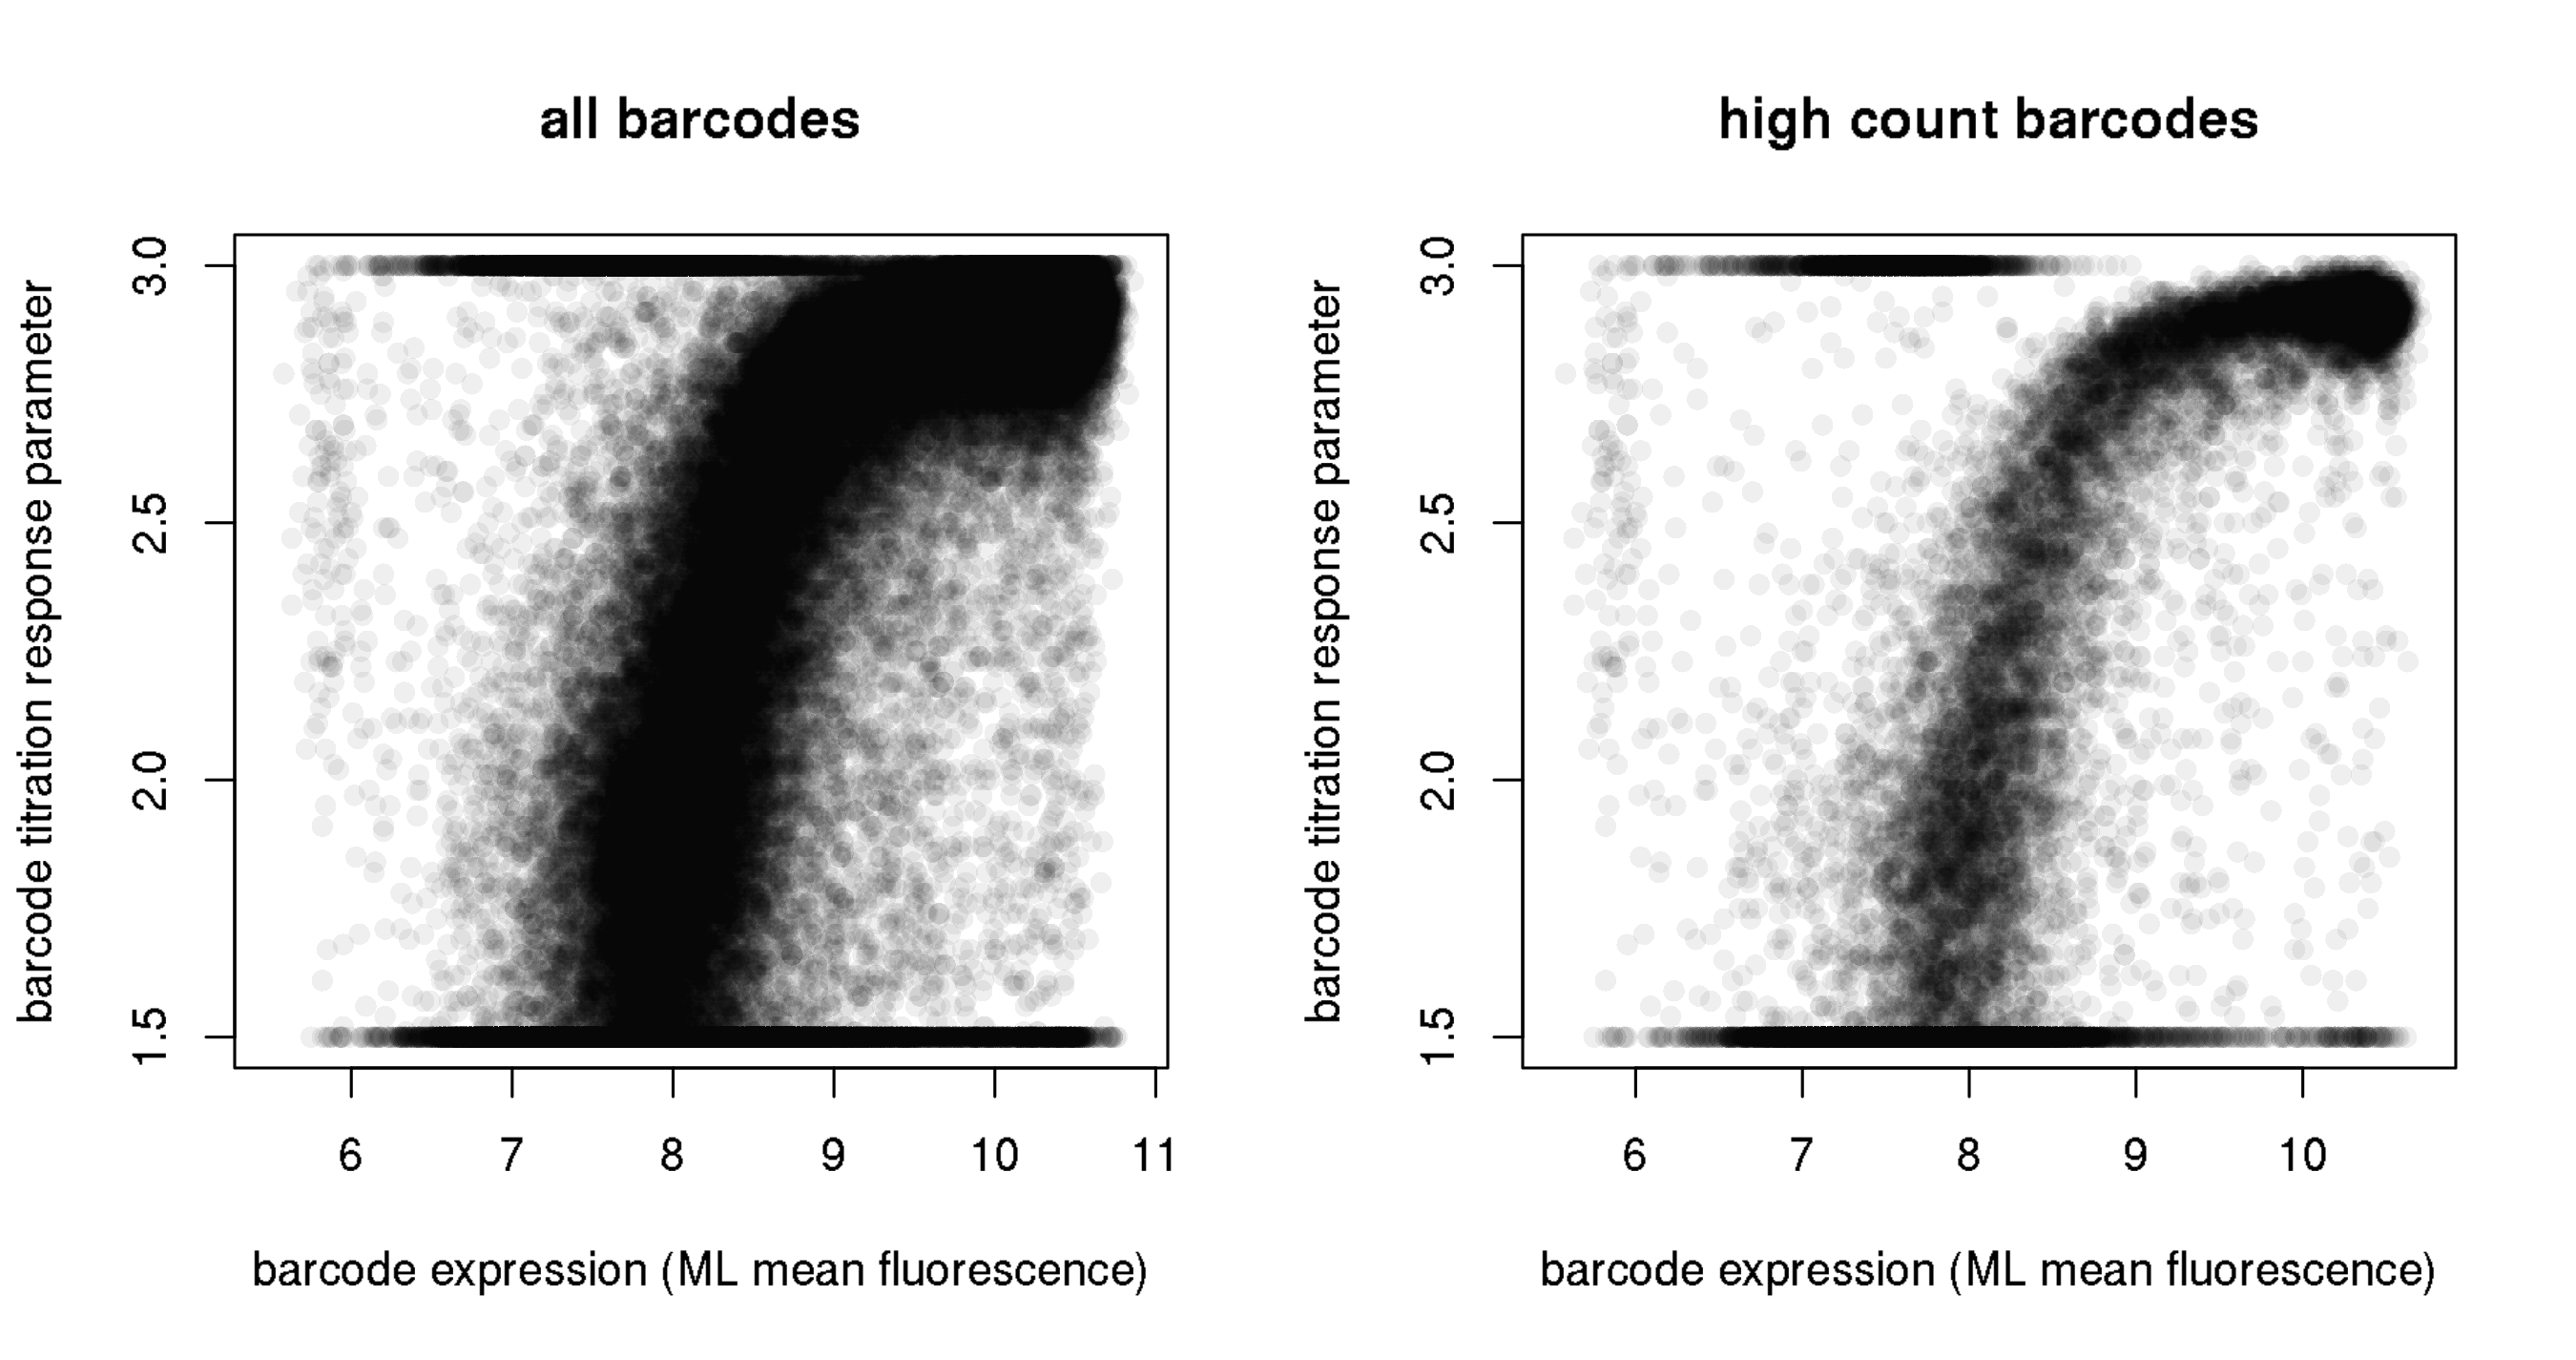 all barcodes
barcode titration response parameter
3.0
2.5
2.0
1.5
6 7 8 9 10 11
barcode expression (ML mean fluorescence)
high count barcodes
barcode titration response parameter
3.0
2.5
2.0
1.5
6 7 8 9 10
barcode expression (ML mean fluorescence)